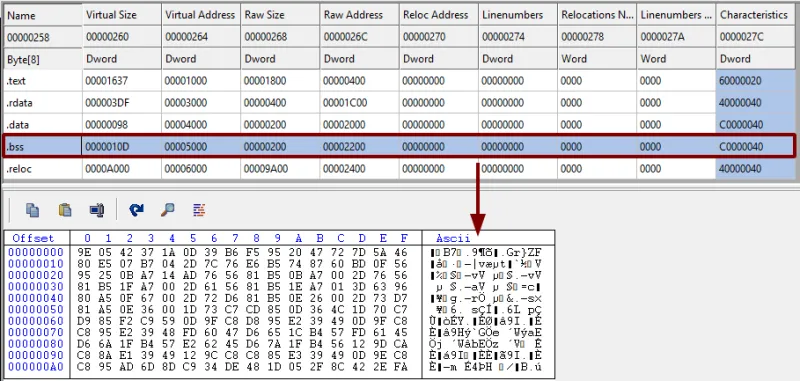 Name Virtual Size Virtual Address Raw Size Raw Address Reloc Address Linenumbers Relocations N... Linenumbers ... Characteristics
00000258 00000260 00000264 00000268 0000026C 00000270 00000274 00000278 0000027A 0000027C
Byte[8] Dword Dword Dword Dword Dword Dword Word Word Dword
.text 00001637 00001000 00001800 00000400 00000000 00000000 0000 0000 60000020
.rdata 000003DF 00003000 00000400 00001C00 00000000 00000000 0000 0000 40000040
.data 00000098 00004000 00000200 00002000 00000000 00000000 0000 0000 C0000040
.bss 0000010D 00005000 00000200 00002200 00000000 00000000 0000 0000 C0000040
.reloc 0000A000 00006000 00009A00 00002400 00000000 00000000 0000 0000 40000040
Offset 0 1 2 3 4 5 6 7 8 9 A B C D E F Ascii
00000000 9E 05 42 37 1A 0D 39 B6 F5 95 20 47 72 7D 5A 46
00000010 80 E5 07 B7 04 2D 7C 76 E6 B5 74 87 60 BD 0F 56
00000020 95 25 0B A7 14 AD 76 56 81 B5 0B A7 00 2D 76 56
00000030 81 B5 1F A7 00 2D 61 56 81 B5 1E A7 01 3D 63 96
00000040 80 A5 0F 67 00 2D 72 D6 81 B5 0E 26 00 2D 73 D7
00000050 81 A5 0E 36 00 1D 73 C7 CD 85 0D 36 4C 1D 70 C7
00000060 D9 85 F2 C9 59 0D 9F C8 D8 95 E2 39 49 0D 9F C8
00000070 C8 95 E2 39 48 FD 60 47 D6 65 1C B4 57 FD 61 45
00000080 D6 6A 1F B4 57 E2 62 45 D6 7A 1F B4 56 12 9D CA
00000090 C8 8A E1 39 49 12 9C C8 C8 85 E3 39 49 0D 9E C8
000000A0 C8 95 AD 6D 8D C9 34 DE 48 1D 05 2F 8C 42 2E FA